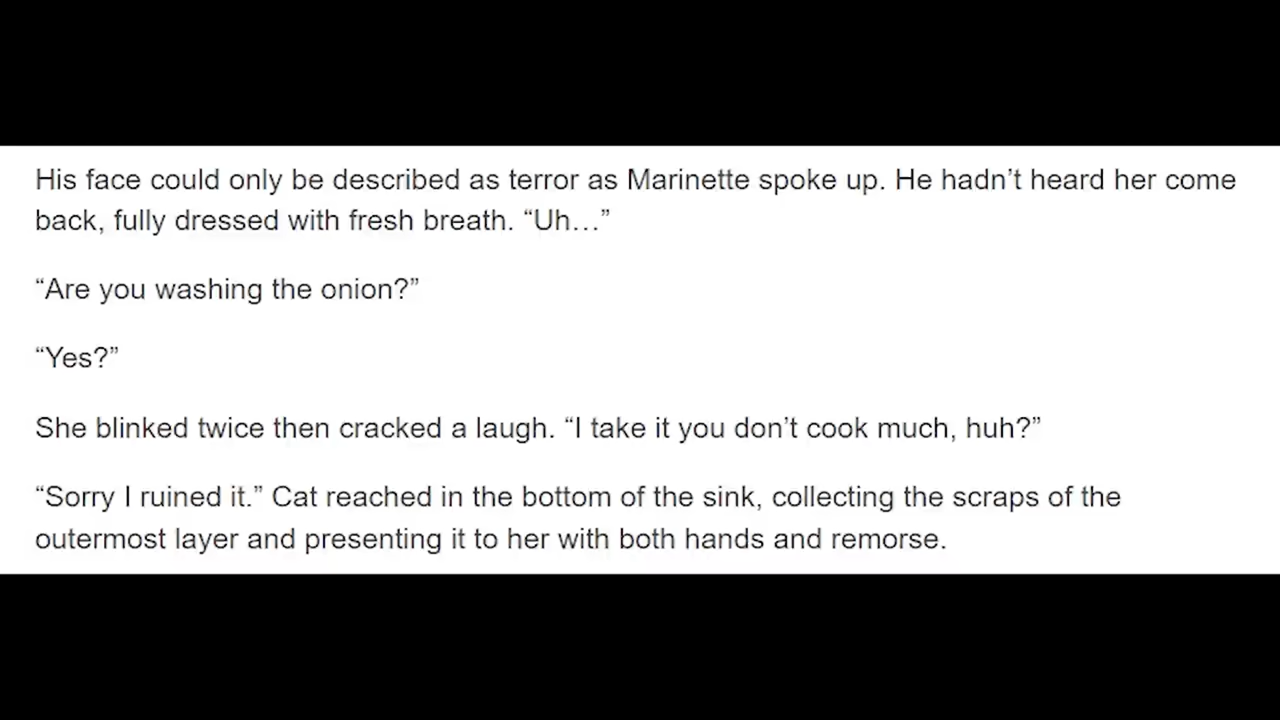 His face could only be described as terror as Marinette spoke up. He hadn’t heard her come
back, fully dressed with fresh breath. “Uh…”
“Are you washing the onion?”
“Yes?”
She blinked twice then cracked a laugh. “I take it you don’t cook much, huh?”
“Sorry I ruined it.” Cat reached in the bottom of the sink, collecting the scraps of the
outermost layer and presenting it to her with both hands and remorse.